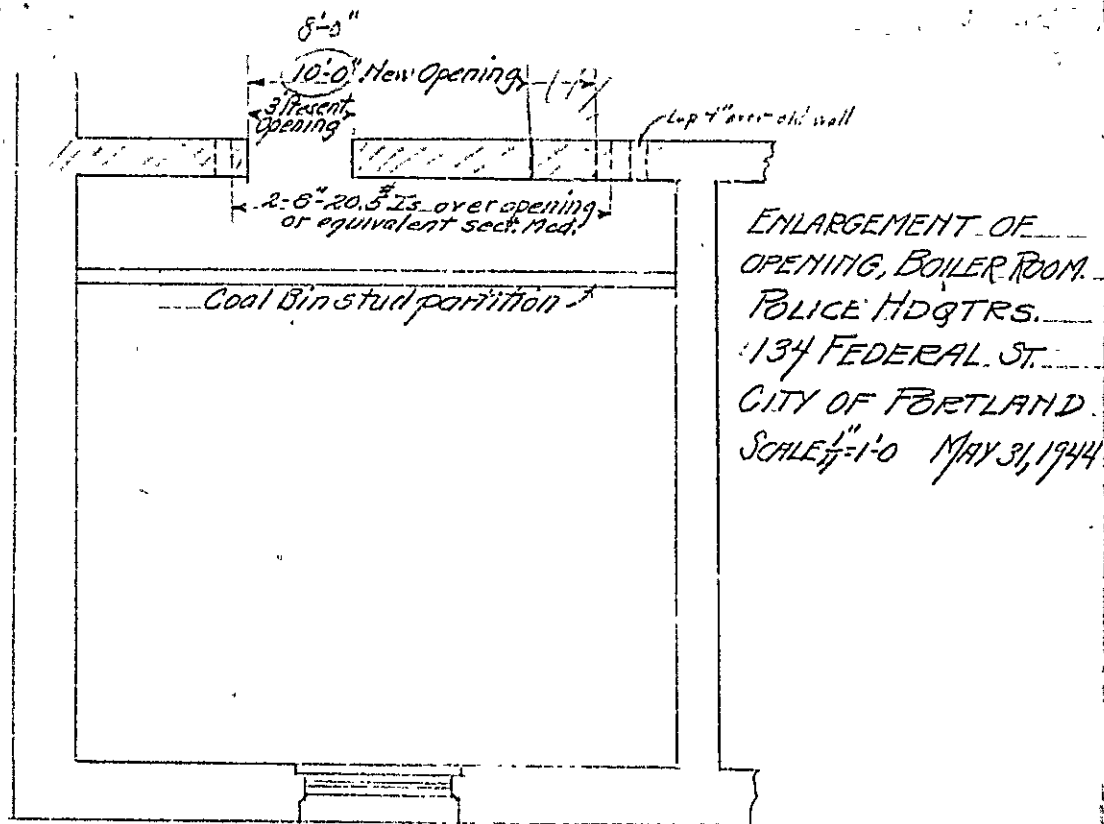 8'-0"
10'-0" New Opening
3' Present
Opening
Lap 4" over old wall
2-8"-20.5# Is over opening
or equivalent sect. Mod.
Coal Bin stud partition
ENLARGEMENT OF
OPENING, BOILER ROOM
POLICE HDQTRS.
134 FEDERAL ST.
CITY OF PORTLAND
SCALE 1/4"=1'-0 MAY 31, 1944